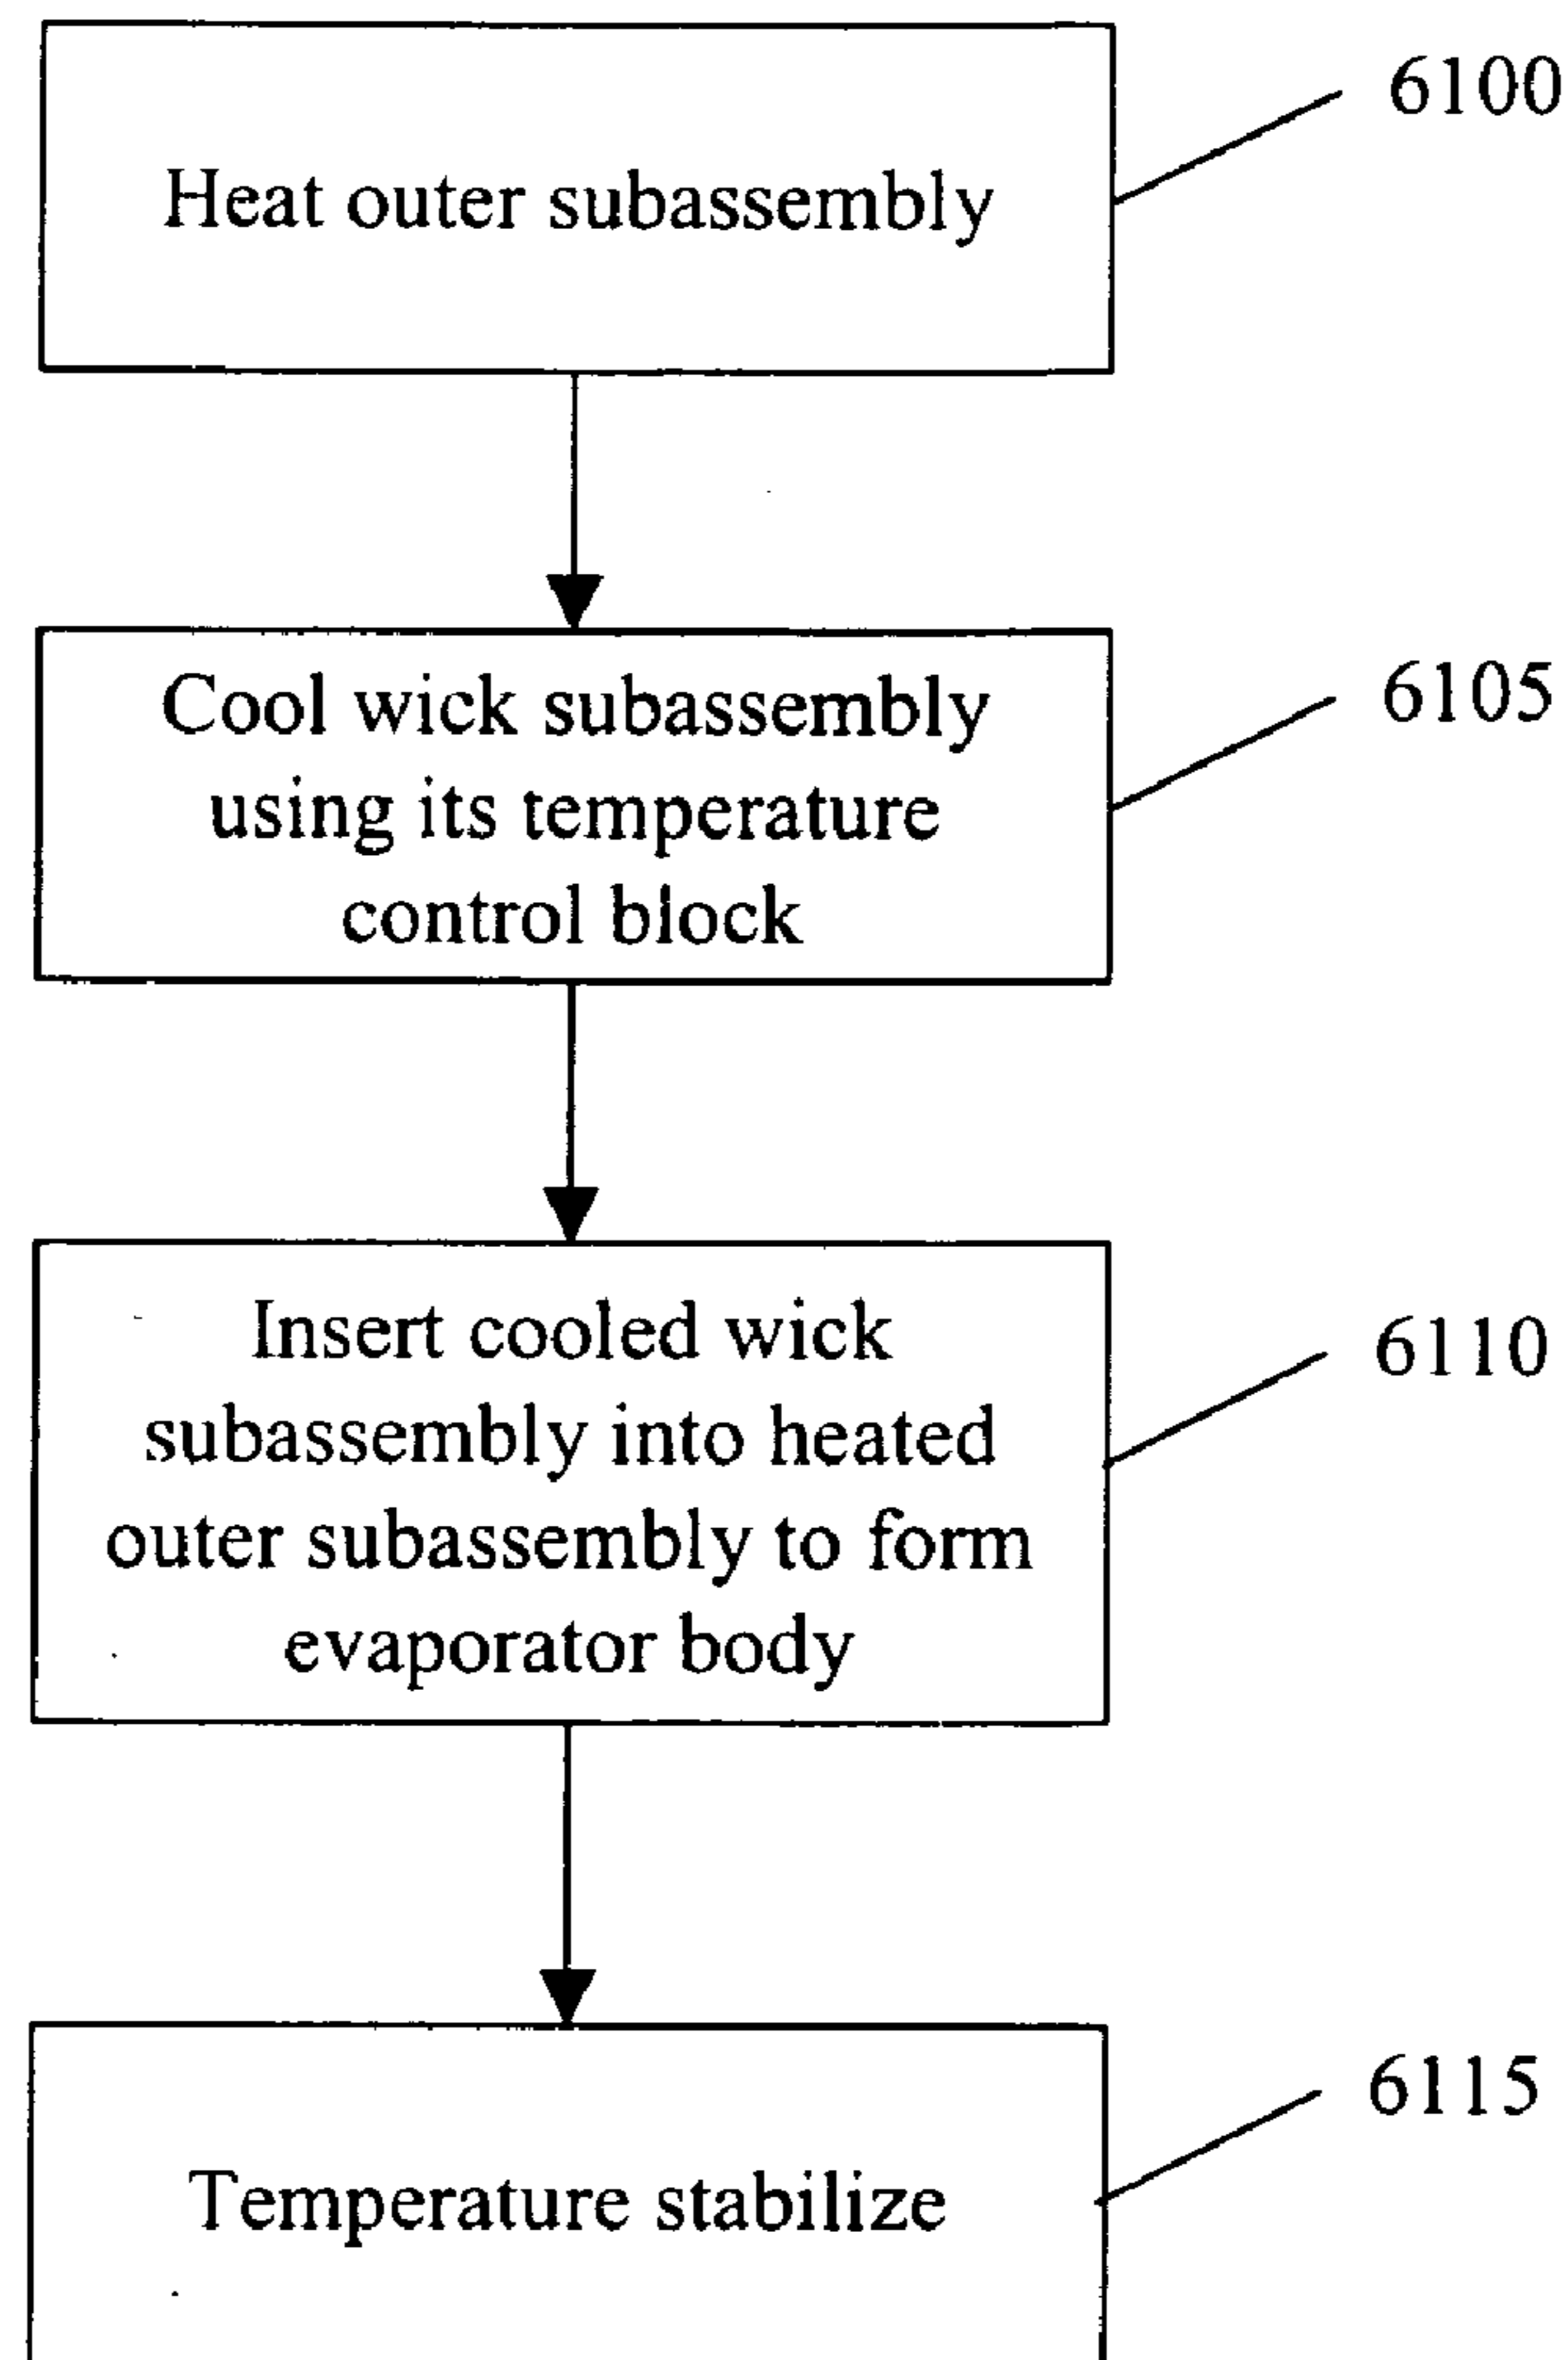 6100
Heat outer subassembly
6105
Cool wick subassembly
using its temperature
control block
6110
Insert cooled wick
subassembly into heated
outer subassembly to form
evaporator body
6115
Temperature stabilize